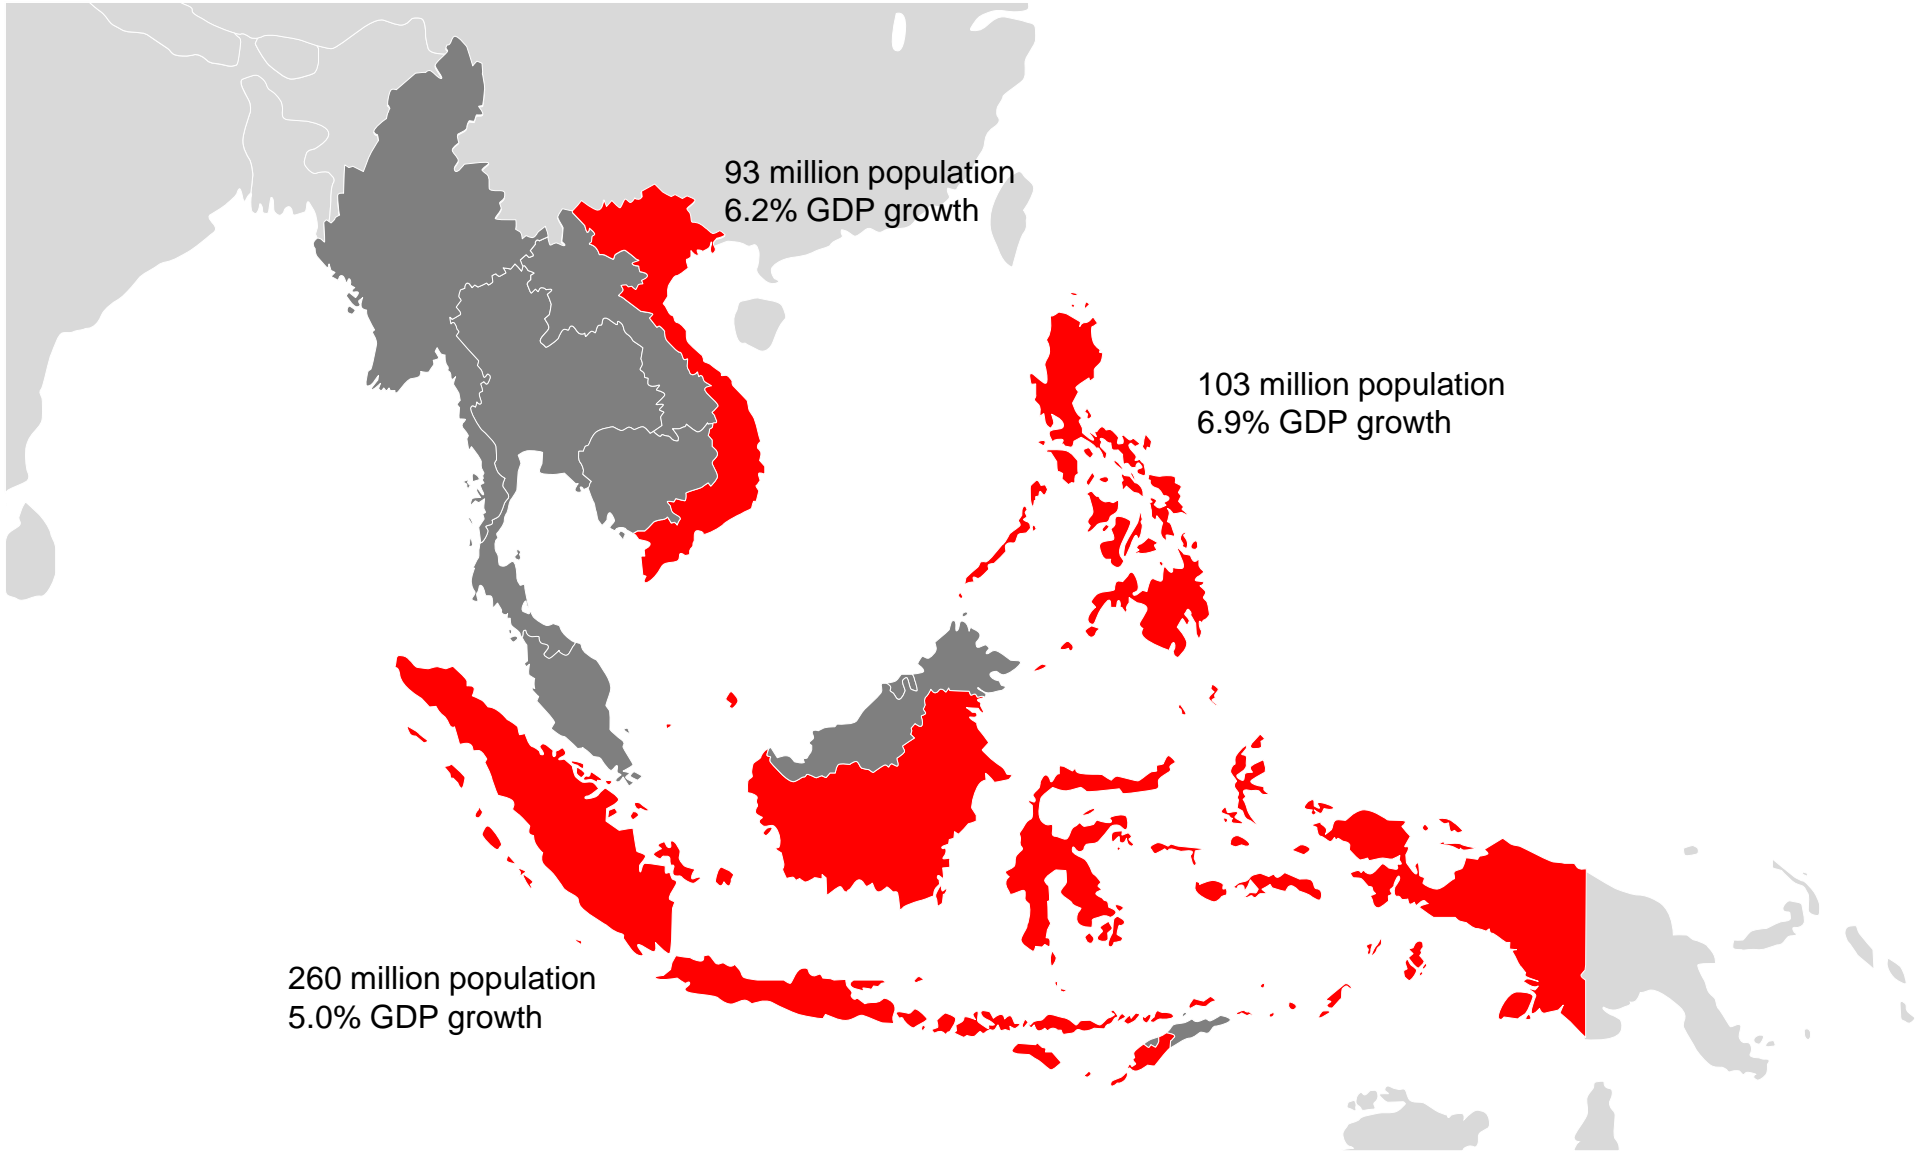 93 million population
6.2% GDP growth
103 million population
6.9% GDP growth
260 million population
5.0% GDP growth